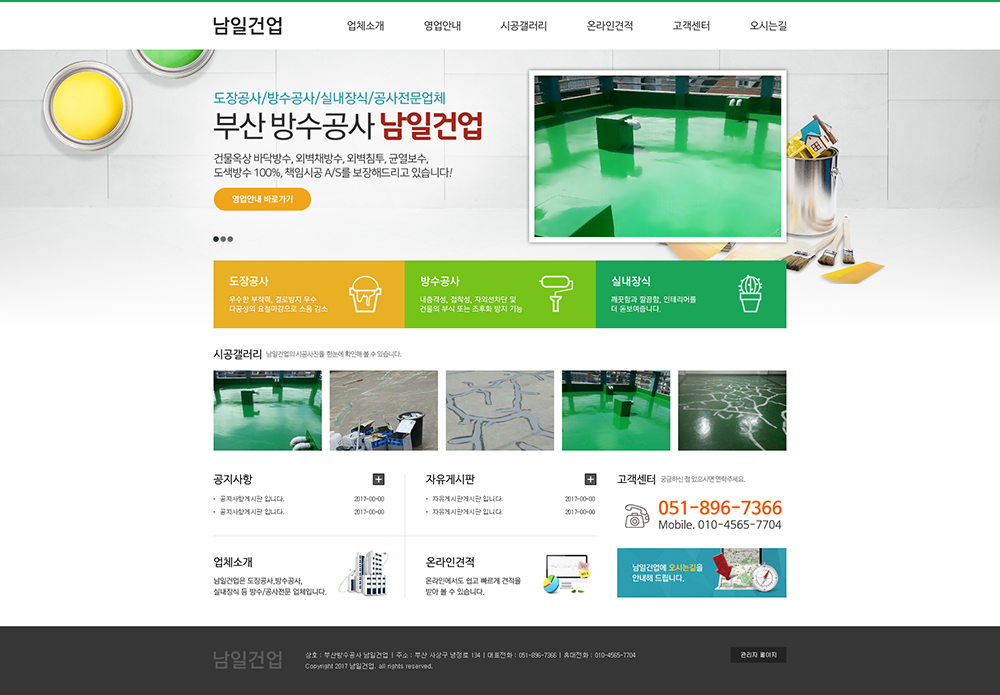 남일건업
업체소개 영업안내 시공갤러리 온라인견적 고객센터 오시는길
도장공사/방수공사/실내장식/공사전문업체
부산 방수공사 남일건업
건물옥상 바닥방수, 외벽채방수, 외벽침투, 균열보수,
도색방수 100%, 책임시공 A/S를 보장해드리고 있습니다!
영업안내 바로가기
도장공사
우수한 부착력, 결로방지 우수
다공성의 요철마감으로 소음 감소
방수공사
내충격성, 접착성, 자외선차단 및
건물의 부식 또는 조후화 방지 기능
실내장식
깨끗함과 깔끔함, 인테리어를
더 돋보여줍니다.
시공갤러리 남일건업의 시공사진을 한눈에 확인해 볼 수 있습니다.
공지사항
공지사항게시판 입니다. 2017-00-00
공지사항게시판 입니다. 2017-00-00
자유게시판
자유게시판게시판 입니다. 2017-00-00
자유게시판게시판 입니다. 2017-00-00
고객센터 궁금하신 점 있으시면 연락주세요.
051-896-7366
Mobile. 010-4565-7704
업체소개
남일건업은 도장공사,방수공사,
실내장식 등 방수/공사전문 업체입니다.
온라인견적
온라인에서도 쉽고 빠르게 견적을
받아 볼 수 있습니다.
남일건업에 오시는길을
안내해 드립니다.
남일건업
상호 : 부산방수공사 남일건업 | 주소 : 부산 사상구 냉정로 134 | 대표전화 : 051-896-7366 | 휴대전화 : 010-4565-7704
Copyright 2017 남일건업. all rights reserved.
관리자 페이지